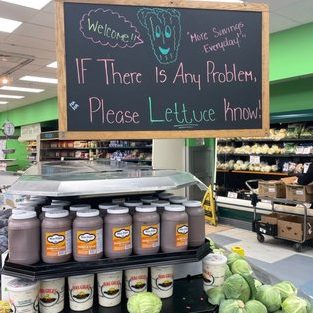 Welcome!!
"More Savings
Everyday!"
IF There Is Any Problem,
Please Lettuce Know!